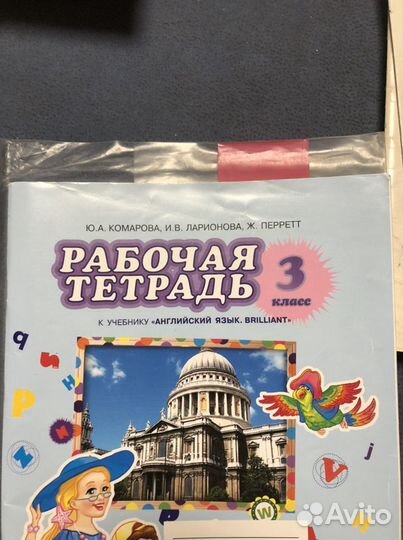 Ю.А. КОМАРОВА, И.В. ЛАРИОНОВА, Ж. ПЕРРЕТТ
РАБОЧАЯ
ТЕТРАДЬ
3
класс
К УЧЕБНИКУ «АНГЛИЙСКИЙ ЯЗЫК. BRILLIANT»
q
u
и
н
P
и
и
V
j
W
P
Avito